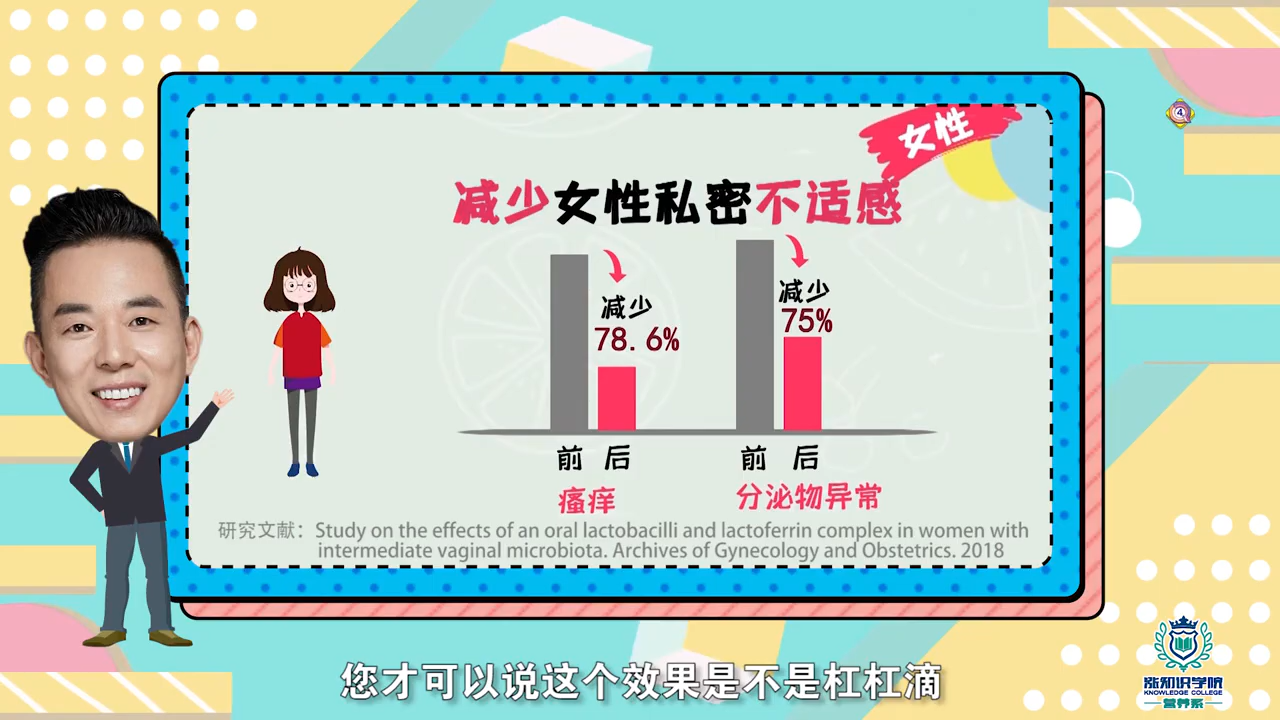 女性
减少女性私密不适感
减少
78.6%
减少
75%
前 后
前 后
瘙痒
分泌物异常
研究文献：Study on the effects of an oral lactobacilli and lactoferrin complex in women with
intermediate vaginal microbiota. Archives of Gynecology and Obstetrics. 2018
您才可以说这个效果是不是杠杠滴
4
涨知识学院
KNOWLEDGE COLLEGE
营养系